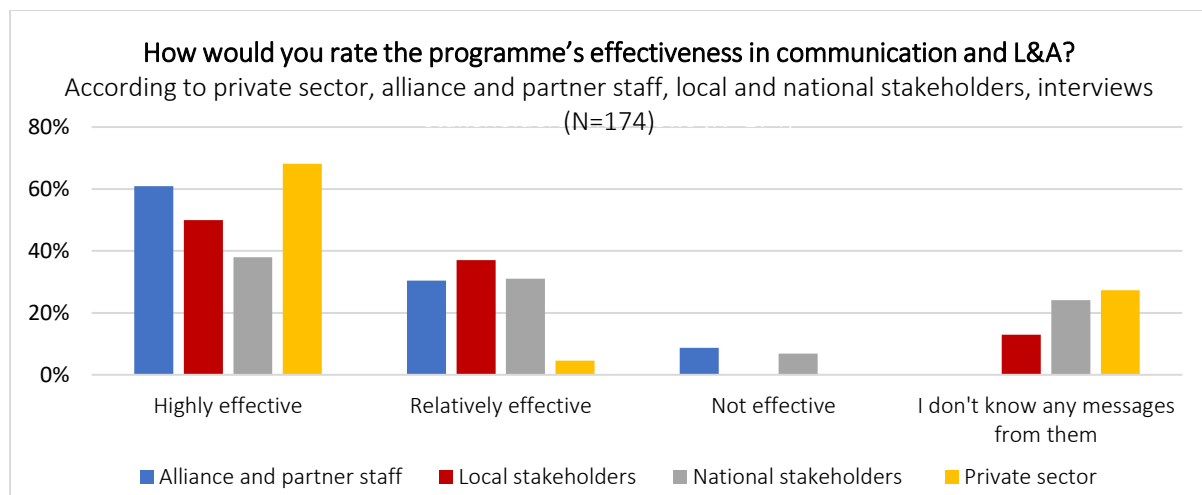 How would you rate the programme’s effectiveness in communication and L&A?
According to private sector, alliance and partner staff, local and national stakeholders, interviews
(N=174)
80%
60%
40%
20%
0%
Highly effective
Relatively effective
Not effective
I don't know any messages
from them
Alliance and partner staff
Local stakeholders
National stakeholders
Private sector